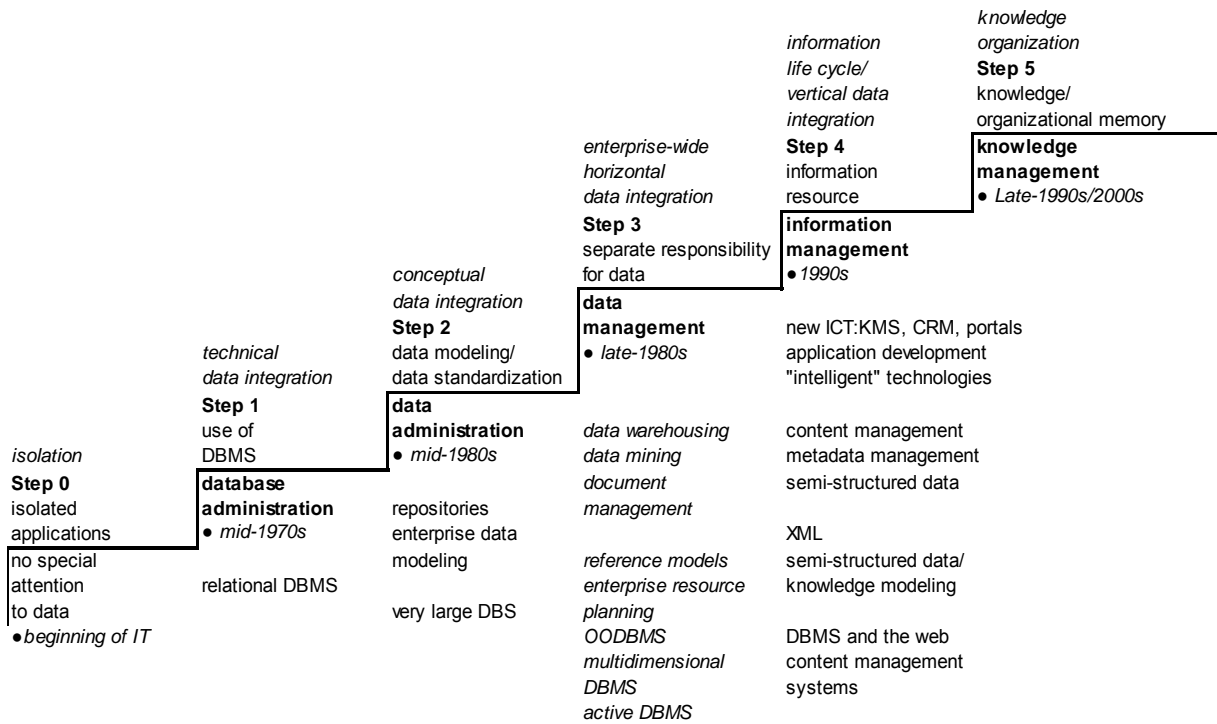 isolation
Step 0
isolated
applications
no special
attention
to data
●beginning of IT
technical
data integration
Step 1
use of
DBMS
database
administration
● mid-1970s
relational DBMS
conceptual
data integration
Step 2
data modeling/
data standardization
data
administration
● mid-1980s
repositories
enterprise data
modeling
very large DBS
enterprise-wide
horizontal
data integration
Step 3
separate responsibility
for data
data
management
● late-1980s
data warehousing
data mining
document
management
reference models
enterprise resource
planning
OODBMS
multidimensional
DBMS
active DBMS
information
life cycle/
vertical data
integration
Step 4
information
resource
information
management
●1990s
new ICT:KMS, CRM, portals
application development
"intelligent" technologies
content management
metadata management
semi-structured data
XML
semi-structured data/
knowledge modeling
DBMS and the web
content management
systems
knowledge
organization
Step 5
knowledge/
organizational memory
knowledge
management
● Late-1990s/2000s